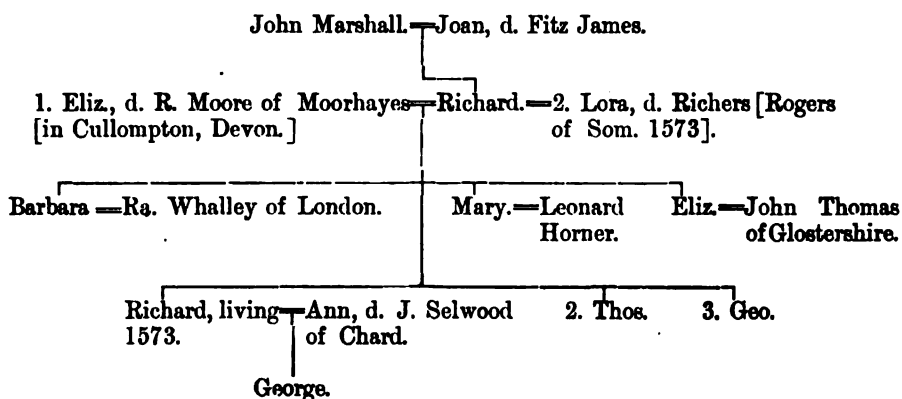 John Marshall.=Joan, d. Fitz James.
1. Eliz., d. R. Moore of Moorhayes=Richard.=2. Lora, d. Richers [Rogers
[in Cullompton, Devon.] of Som. 1573].
Barbara=Ra. Whalley of London. Mary.=Leonard Eliz.=John Thomas
Horner. of Glostershire.
Richard, living=Ann, d. J. Selwood 2. Thos. 3. Geo.
1573. of Chard.
George.